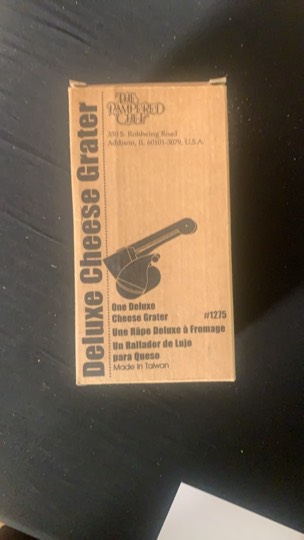 Deluxe Cheese Grater
THE
PAMPERED
CHEF
350 S. Rohlwing Road
Addison, IL 60101-3079, U.S.A.
One Deluxe
Cheese Grater #1275
Une Râpe Deluxe à Fromage
Un Rallador de Lujo
para Queso
Made in Taiwan